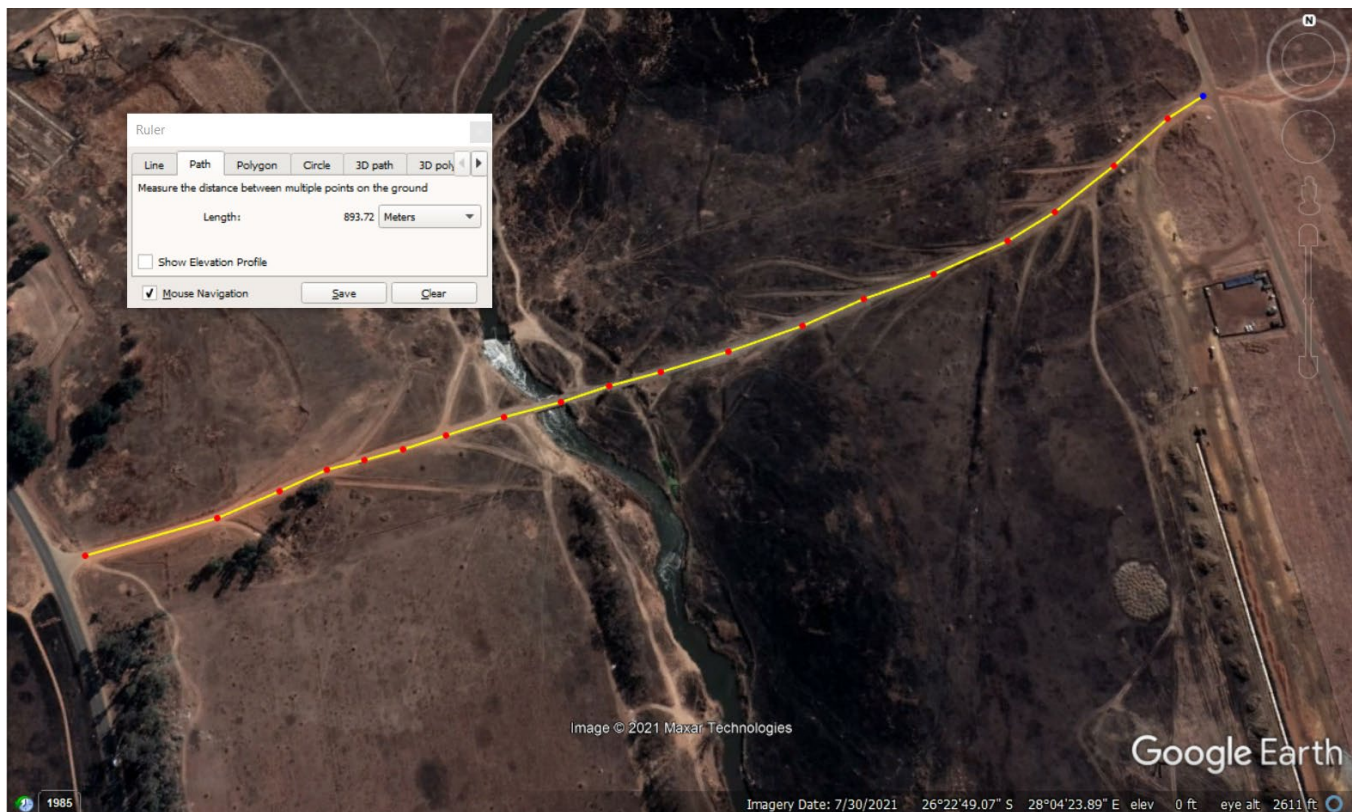 N
Ruler
Line Path Polygon Circle 3D path 3D poly
Measure the distance between multiple points on the ground
Length: 893.72 Meters
Show Elevation Profile
Mouse Navigation Save Clear
Image © 2021 Maxar Technologies
Google Earth
1985 Imagery Date: 7/30/2021 26°22'49.07" S 28°04'23.89" E elev 0 ft eye alt 2611 ft